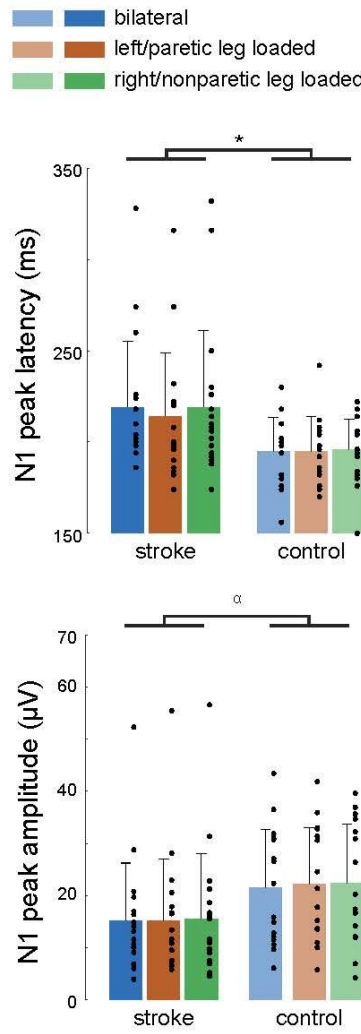 bilateral
left/paretic leg loaded
right/nonparetic leg loaded
*
350
250
150
N1 peak latency (ms)
stroke control
α
70
60
40
20
0
N1 peak amplitude (µV)
stroke control